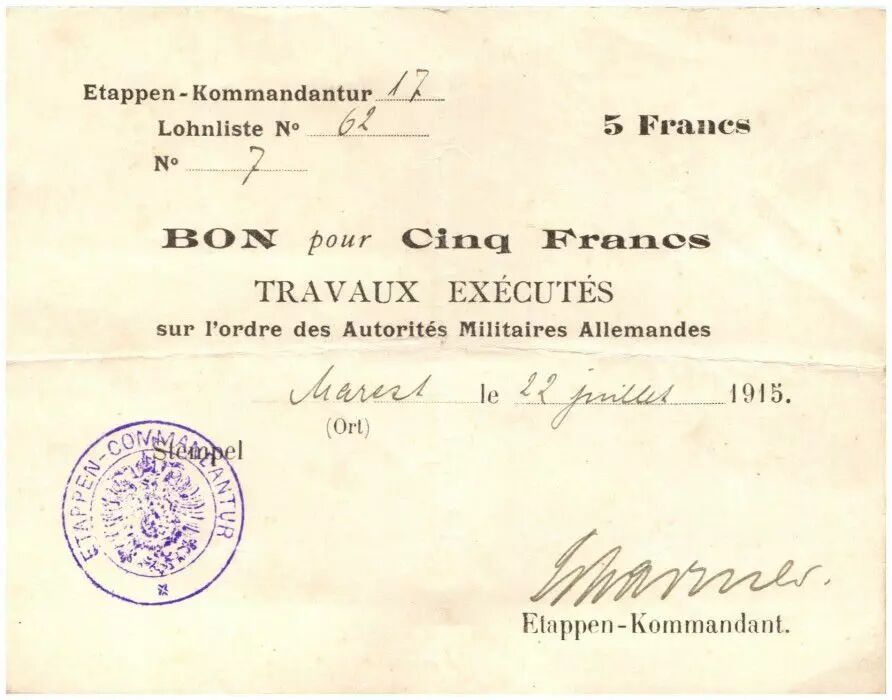 Etappen-Kommandantur 17
Lohnliste Nº 62
5 Francs
Nº 7
BON pour Cinq Francs
TRAVAUX EXÉCUTÉS
sur l'ordre des Autorités Militaires Allemandes
Marest le 22 juillet 1915.
(Ort)
Stempel
ETAPPEN-COMMANDANTUR
Etappen-Kommandant.